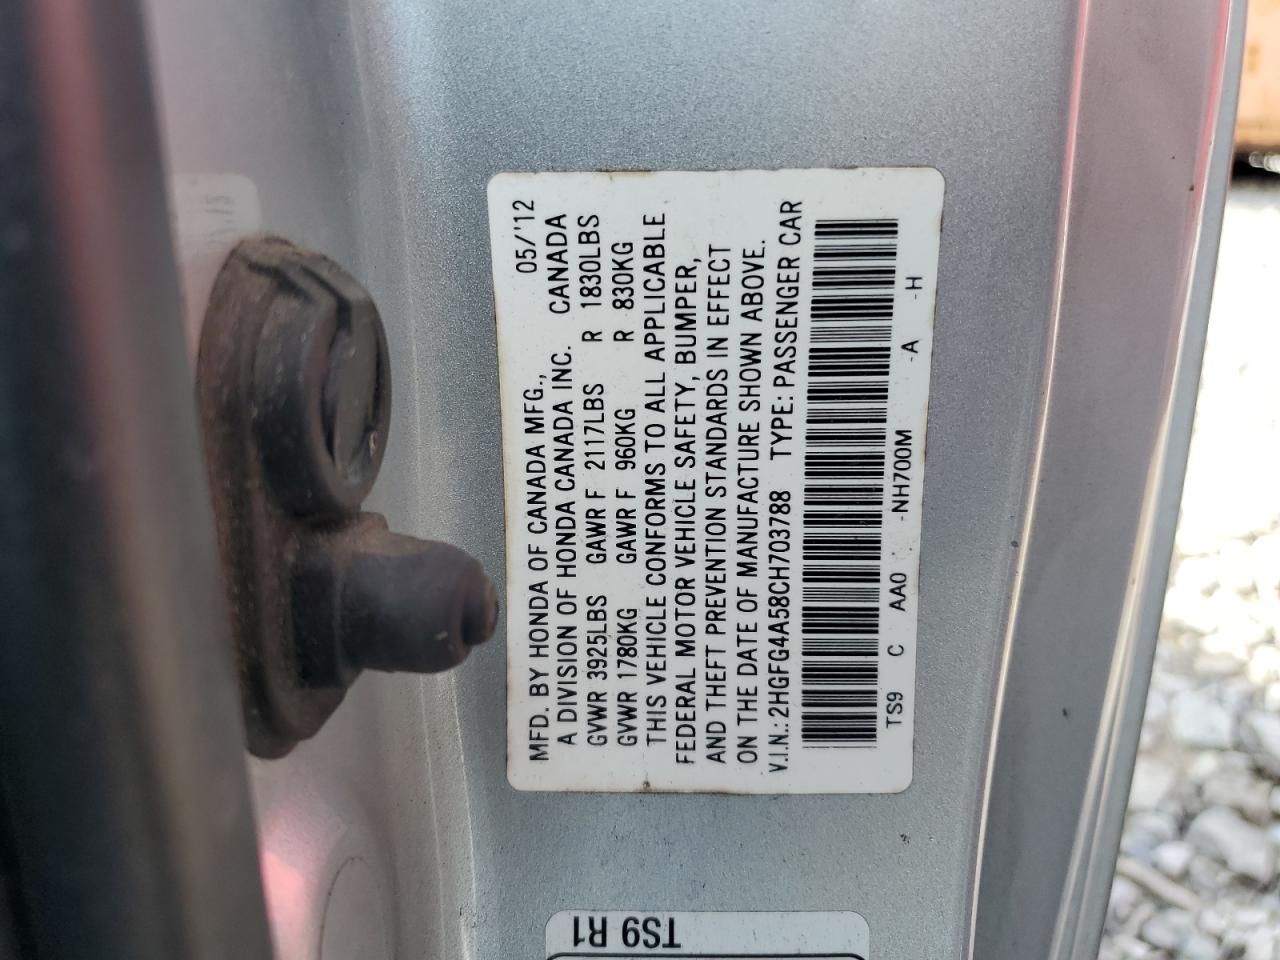 MFD. BY HONDA OF CANADA MFG., 05/'12
A DIVISION OF HONDA CANADA INC. CANADA
GVWR 3925LBS GAWR F 2117LBS R 1830LBS
GVWR 1780KG GAWR F 960KG R 830KG
THIS VEHICLE CONFORMS TO ALL APPLICABLE
FEDERAL MOTOR VEHICLE SAFETY, BUMPER,
AND THEFT PREVENTION STANDARDS IN EFFECT
ON THE DATE OF MANUFACTURE SHOWN ABOVE.
V.I.N.: 2HGFG4A58CH703788 TYPE: PASSENGER CAR
TS9 C AA0 -NH700M -A -H
TS9 R1